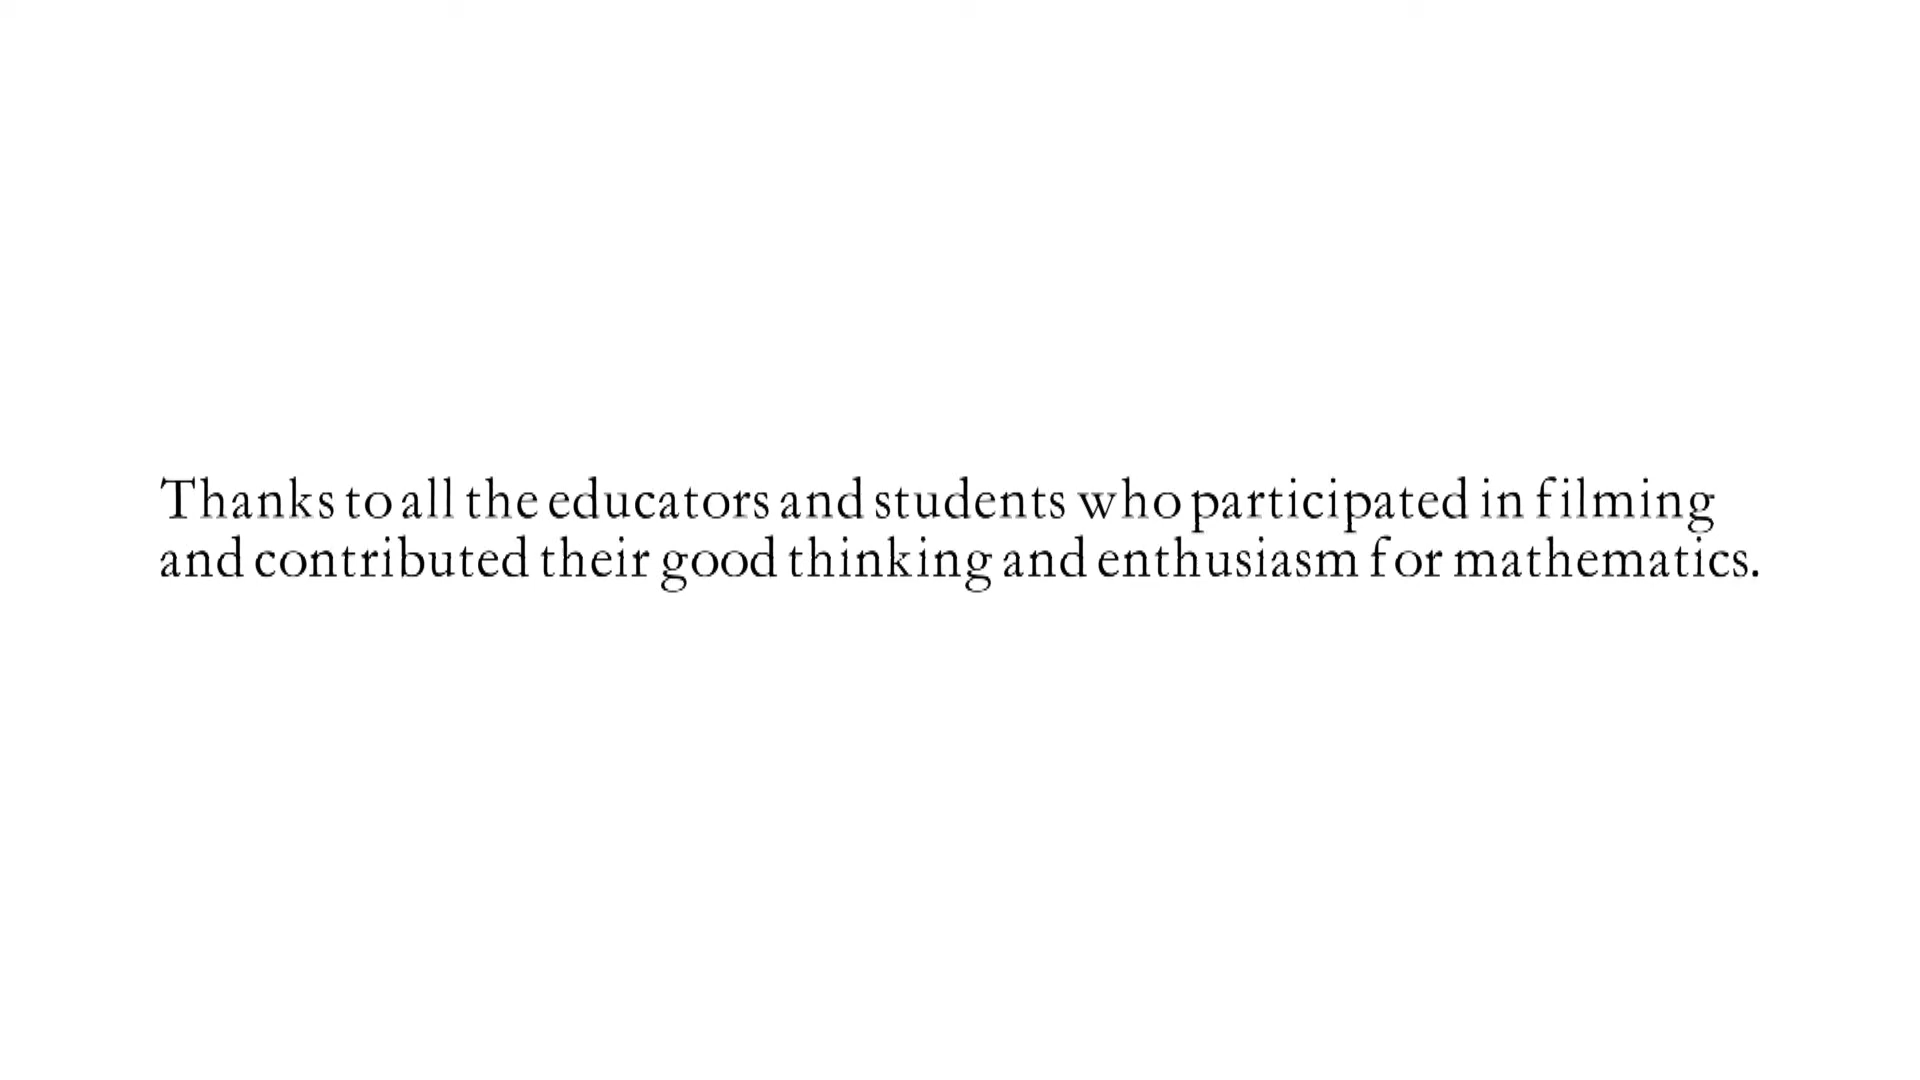 Thanks to all the educators and students who participated in filming
and contributed their good thinking and enthusiasm for mathematics.